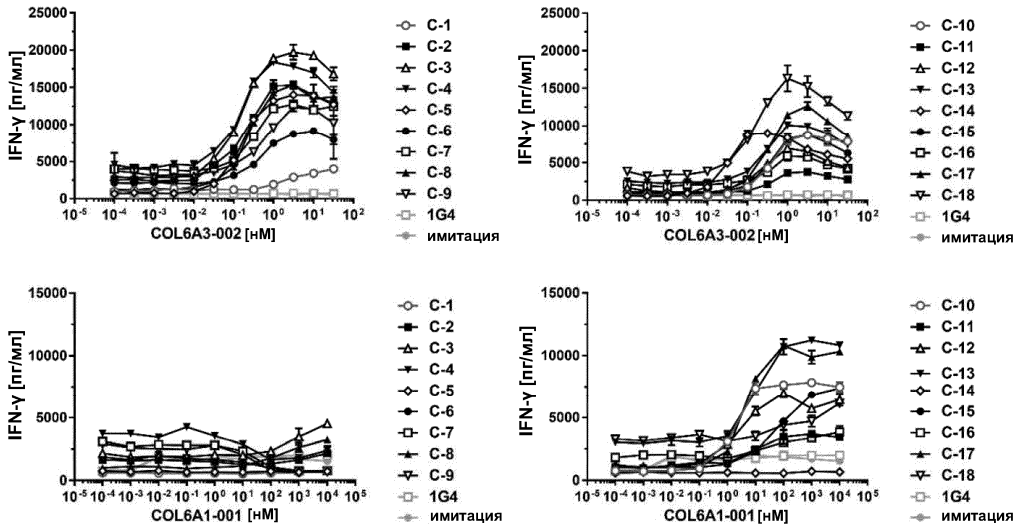 IFN-γ [пг/мл]
25000
20000
15000
10000
5000
0
10-5 10-4 10-3 10-2 10-1 100 101 102
COL6A3-002 [нМ]
C-1
C-2
C-3
C-4
C-5
C-6
C-7
C-8
C-9
1G4
имитация
IFN-γ [пг/мл]
25000
20000
15000
10000
5000
0
10-5 10-4 10-3 10-2 10-1 100 101 102
COL6A3-002 [нМ]
C-10
C-11
C-12
C-13
C-14
C-15
C-16
C-17
C-18
1G4
имитация
IFN-γ [пг/мл]
15000
10000
5000
0
10-5 10-4 10-3 10-2 10-1 100 101 102 103 104 105
COL6A1-001 [нМ]
C-1
C-2
C-3
C-4
C-5
C-6
C-7
C-8
C-9
1G4
имитация
IFN-γ [пг/мл]
15000
10000
5000
0
10-5 10-4 10-3 10-2 10-1 100 101 102 103 104 105
COL6A1-001 [нМ]
C-10
C-11
C-12
C-13
C-14
C-15
C-16
C-17
C-18
1G4
имитация